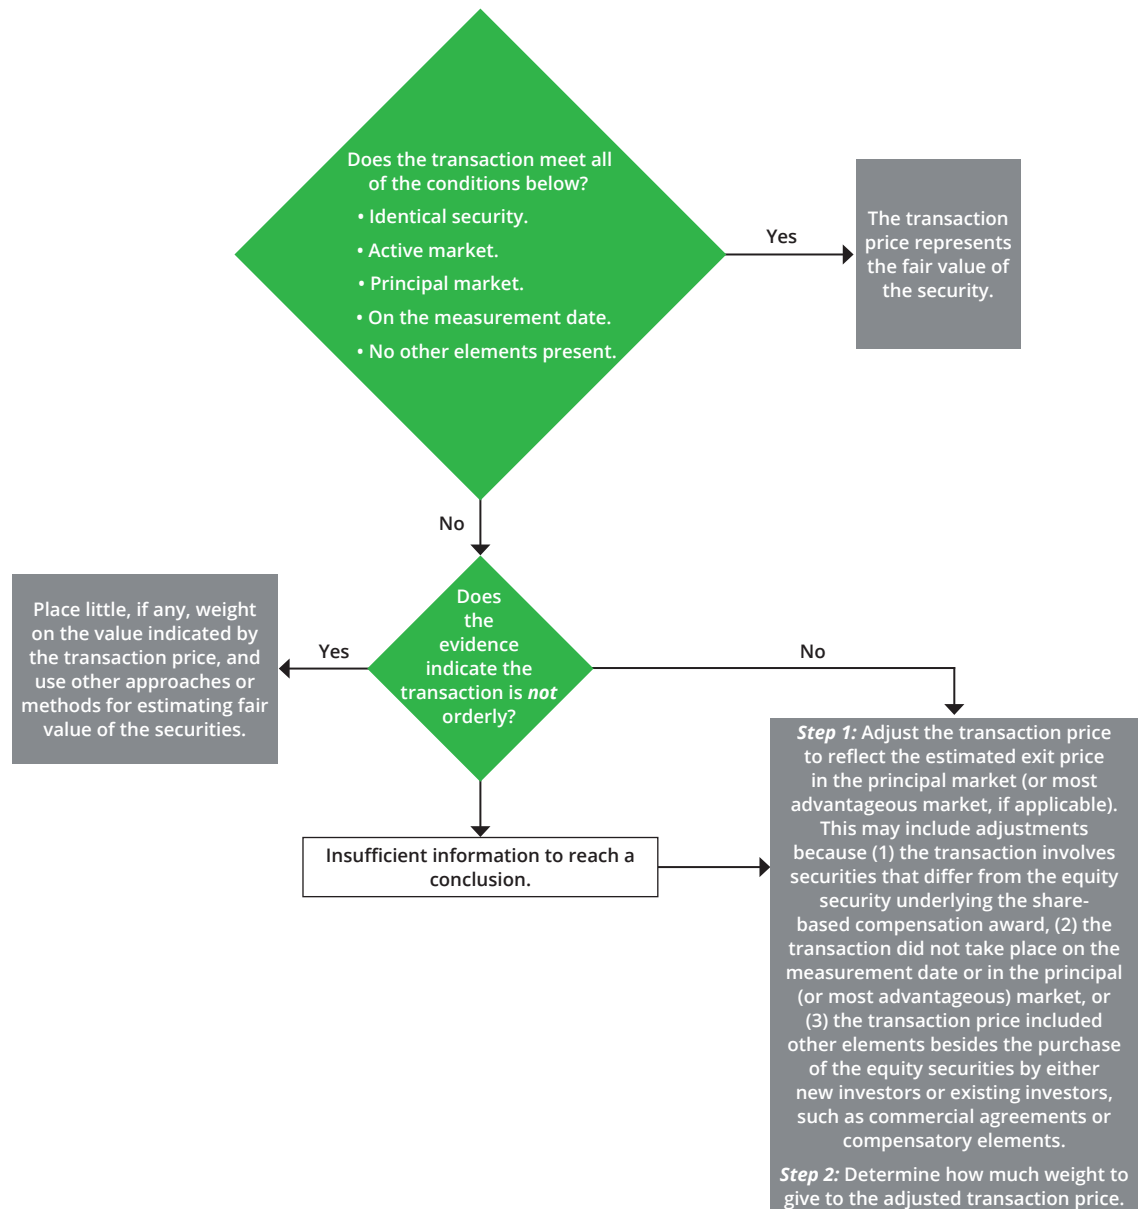 Does the transaction meet all
of the conditions below?
• Identical security.
• Active market.
• Principal market.
• On the measurement date.
• No other elements present.
Yes
The transaction
price represents
the fair value of
the security.
No
Does
the
evidence
indicate the
transaction is not
orderly?
Yes
Place little, if any, weight
on the value indicated by
the transaction price, and
use other approaches or
methods for estimating fair
value of the securities.
No
Insufficient information to reach a
conclusion.
Step 1: Adjust the transaction price
to reflect the estimated exit price
in the principal market (or most
advantageous market, if applicable).
This may include adjustments
because (1) the transaction involves
securities that differ from the equity
security underlying the share-
based compensation award, (2) the
transaction did not take place on the
measurement date or in the principal
(or most advantageous) market, or
(3) the transaction price included
other elements besides the purchase
of the equity securities by either
new investors or existing investors,
such as commercial agreements or
compensatory elements.
Step 2: Determine how much weight to
give to the adjusted transaction price.